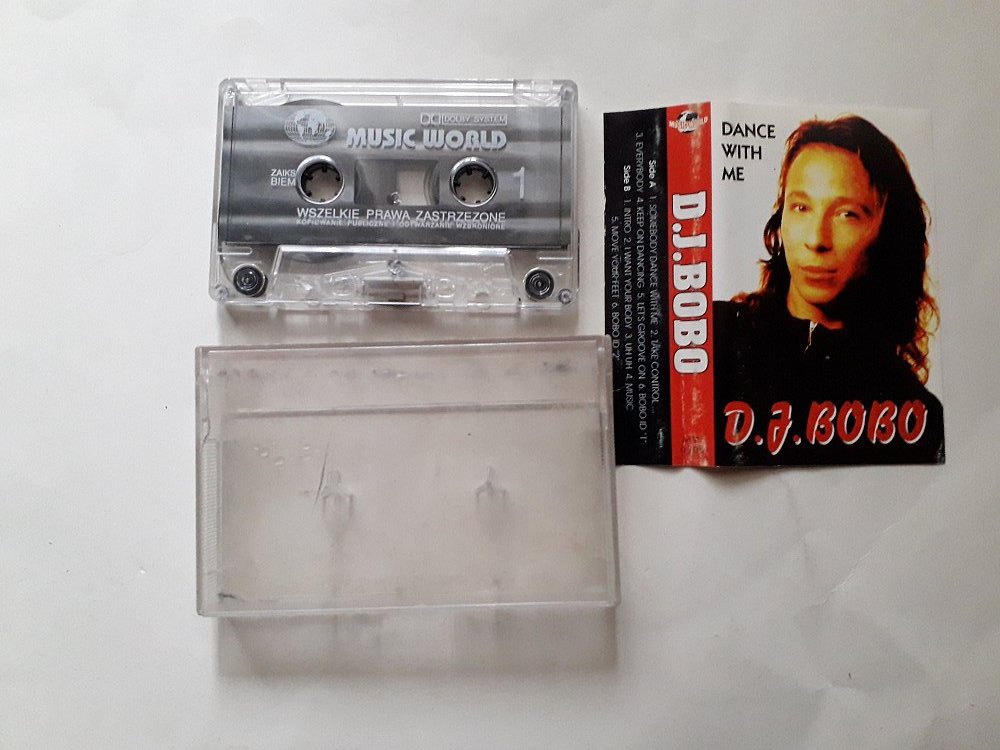 DOLBY SYSTEM
MUSIC WORLD
ZAIKS
BIEM
1
WSZELKIE PRAWA ZASTRZEŻONE
KOPIOWANIE PUBLICZNE I ODTWARZANIE WZBRONIONE
Side A 1. SOMEBODY DANCE WITH ME 2. TAKE CONTROL ...
3. EVERYBODY 4. KEEP ON DANCING 5. LET'S GROOVE ON 6. BOBO ID "1"
Side B 1. INTRO 2. I WANT YOUR BODY 3. UH UH 4. MUSIC
5. MOVE YOUR FEET 6. BOBO ID "2"
MUSIC WORLD
D.J. BOBO
DANCE
WITH
ME
D.J. BOBO